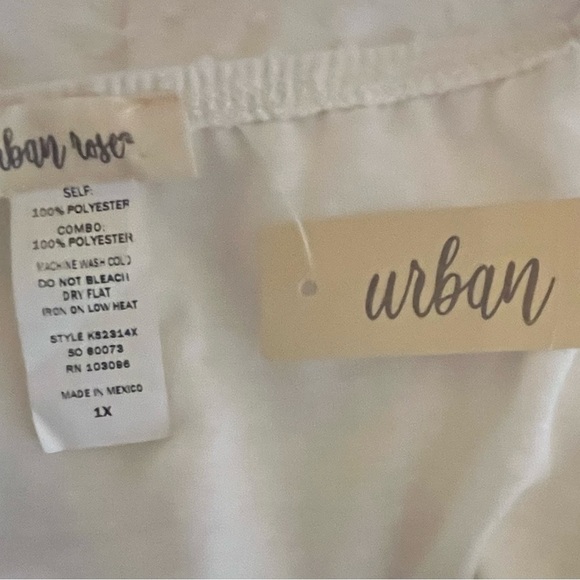 rban rose®
SELF:
100% POLYESTER
COMBO:
100% POLYESTER
MACHINE WASH COLD
DO NOT BLEACH
DRY FLAT
IRON ON LOW HEAT
STYLE K82314X
SO 60073
RN 103096
MADE IN MEXICO
1X
urban